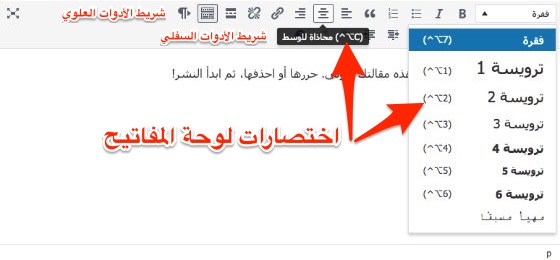 شريط الأدوات العلوي
B I
فقرة
شريط الأدوات السفلي
محاذاة للوسط (^⌥C)
فقرة (^⌥7)
هذه مقالتك الأولى. حررها أو احذفها، ثم ابدأ النشر!
ترويسة 1 (^⌥1)
ترويسة 2 (^⌥2)
اختصارات لوحة المفاتيح
ترويسة 3 (^⌥3)
ترويسة 4 (^⌥4)
ترويسة 5 (^⌥5)
ترويسة 6 (^⌥6)
مهيأ مسبقا
p